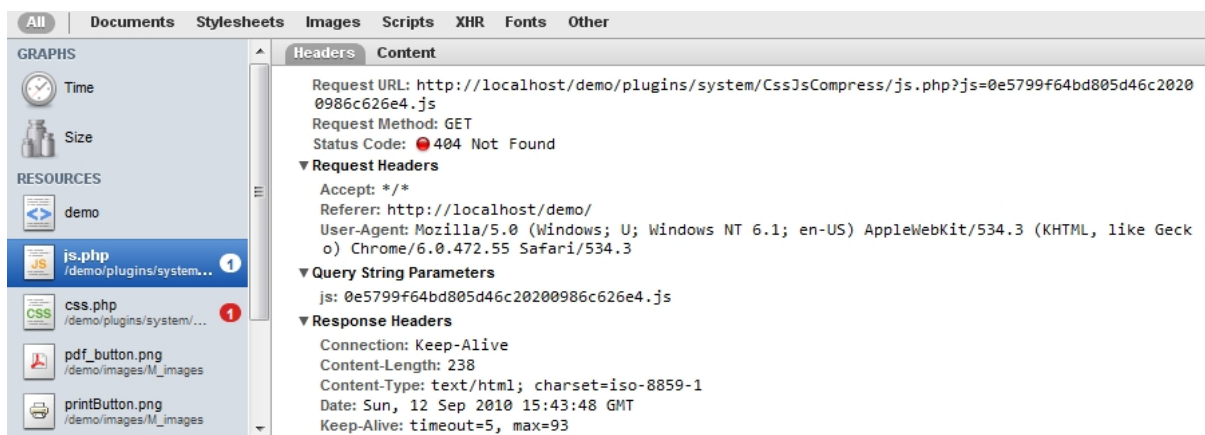 All Documents Stylesheets Images Scripts XHR Fonts Other
GRAPHS
Time
Size
RESOURCES
demo
js.php
/demo/plugins/system... 1
css.php
/demo/plugins/system/... 1
pdf_button.png
/demo/images/M_images
printButton.png
/demo/images/M_images
Headers Content
Request URL: http://localhost/demo/plugins/system/CssJsCompress/js.php?js=0e5799f64bd805d46c2020
0986c626e4.js
Request Method: GET
Status Code: 404 Not Found
Request Headers
Accept: */*
Referer: http://localhost/demo/
User-Agent: Mozilla/5.0 (Windows; U; Windows NT 6.1; en-US) AppleWebKit/534.3 (KHTML, like Geck
o) Chrome/6.0.472.55 Safari/534.3
Query String Parameters
js: 0e5799f64bd805d46c20200986c626e4.js
Response Headers
Connection: Keep-Alive
Content-Length: 238
Content-Type: text/html; charset=iso-8859-1
Date: Sun, 12 Sep 2010 15:43:48 GMT
Keep-Alive: timeout=5, max=93
JS
CSS